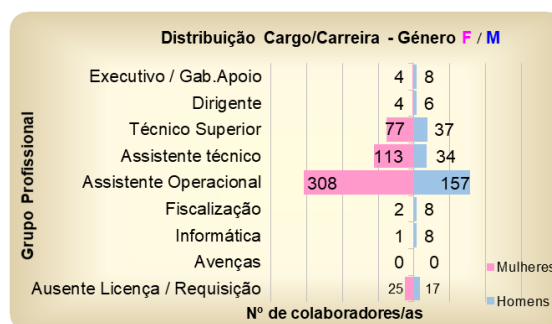 Distribuição Cargo/Carreira - Género F / M
Grupo Profissional
Executivo / Gab.Apoio 4 8
Dirigente 4 6
Técnico Superior 77 37
Assistente técnico 113 34
Assistente Operacional 308 157
Fiscalização 2 8
Informática 1 8
Avenças 0 0
Mulheres
Ausente Licença / Requisição 25 17
Homens
Nº de colaboradores/as